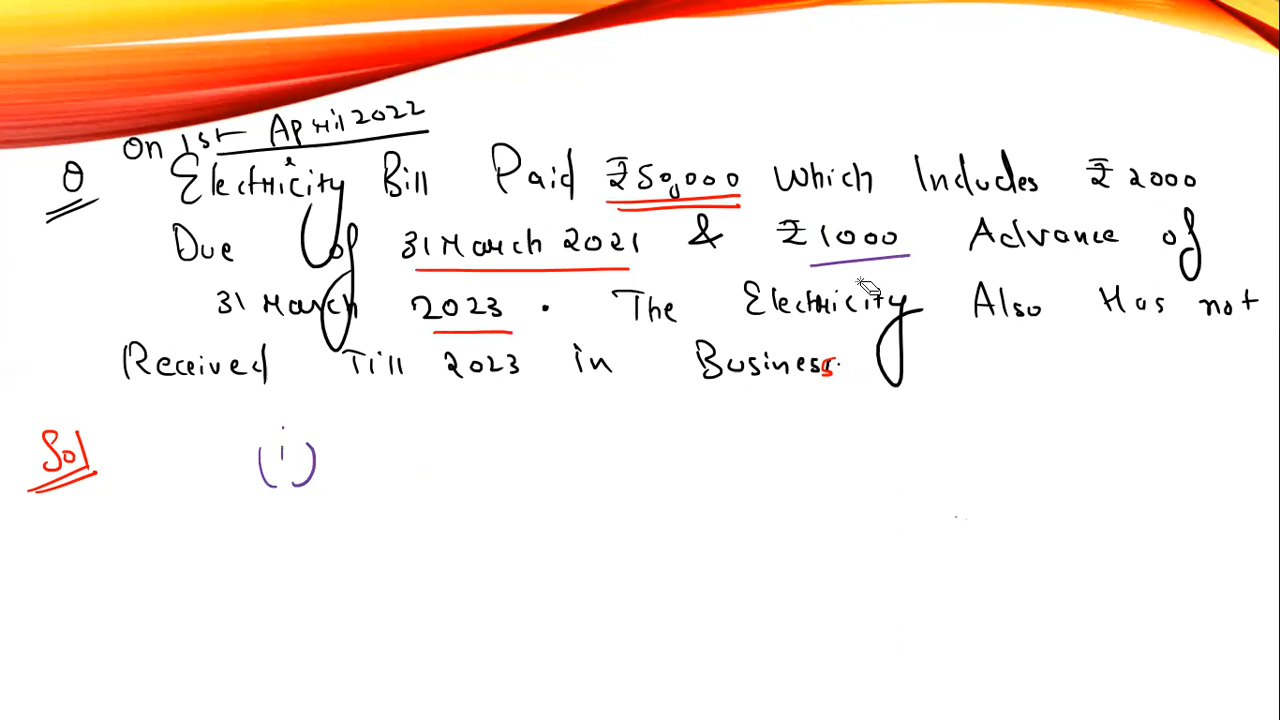 On 1st April 2022
Q Electricity Bill Paid ₹50,000 Which Includes ₹2000
Due of 31 March 2021 & ₹1000 Advance of
31 March 2023. The Electricity Also Has not
Received Till 2023 in Business.
Sol (i)